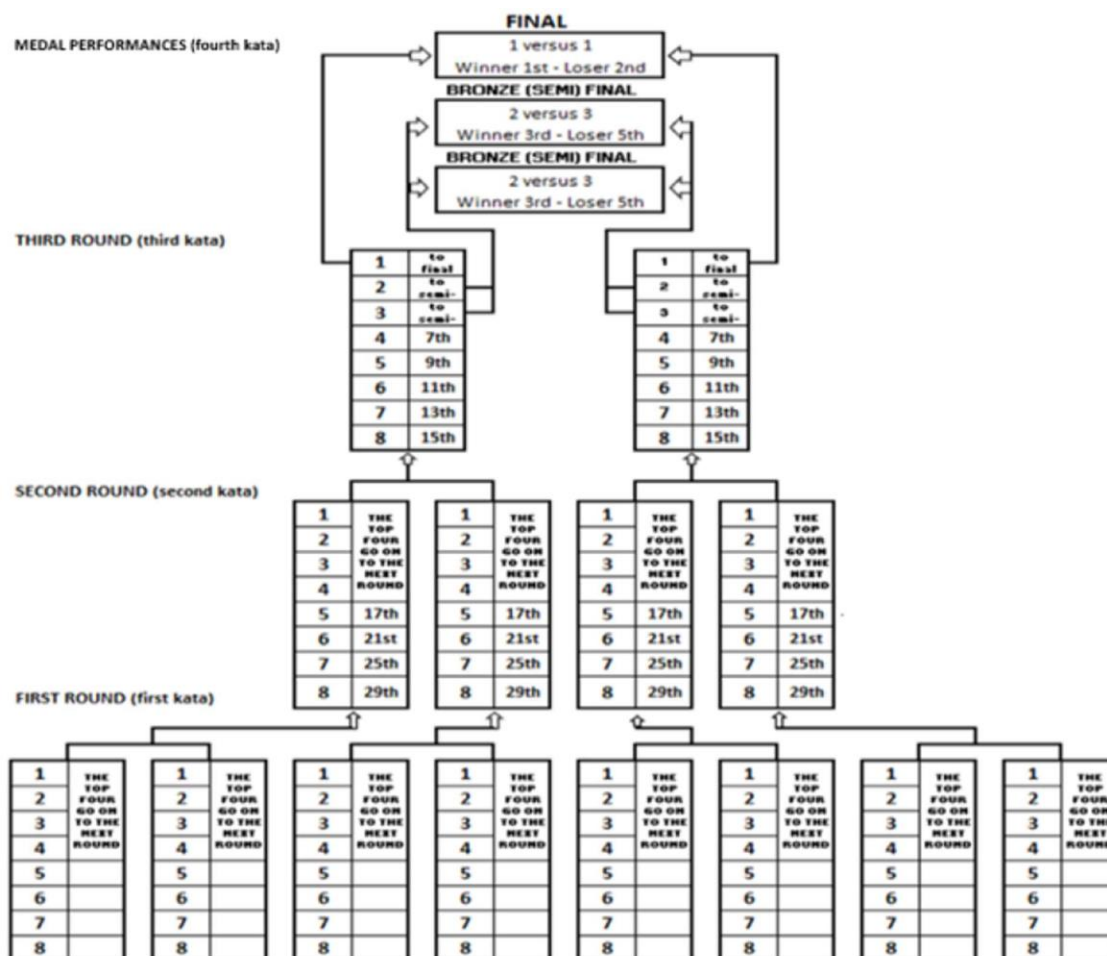 FINAL
MEDAL PERFORMANCES (fourth kata)
1 versus 1
Winner 1st - Loser 2nd
BRONZE (SEMI) FINAL
2 versus 3
Winner 3rd - Loser 5th
BRONZE (SEMI) FINAL
2 versus 3
Winner 3rd - Loser 5th
THIRD ROUND (third kata)
1 to final 1 to final
2 to semi- 2 to semi-
3 to semi- 3 to semi-
4 7th 4 7th
5 9th 5 9th
6 11th 6 11th
7 13th 7 13th
8 15th 8 15th
SECOND ROUND (second kata)
1 1 1 1
2 2 2 2
3 3 3 3
4 4 4 4
THE THE THE THE
TOP TOP TOP TOP
FOUR FOUR FOUR FOUR
GO ON GO ON GO ON GO ON
TO THE TO THE TO THE TO THE
NEXT NEXT NEXT NEXT
ROUND ROUND ROUND ROUND
5 17th 5 17th 5 17th 5 17th
6 21st 6 21st 6 21st 6 21st
7 25th 7 25th 7 25th 7 25th
8 29th 8 29th 8 29th 8 29th
FIRST ROUND (first kata)
1 1 1 1 1 1 1 1
2 2 2 2 2 2 2 2
3 3 3 3 3 3 3 3
4 4 4 4 4 4 4 4
THE THE THE THE THE THE THE THE
TOP TOP TOP TOP TOP TOP TOP TOP
FOUR FOUR FOUR FOUR FOUR FOUR FOUR FOUR
GO ON GO ON GO ON GO ON GO ON GO ON GO ON GO ON
TO THE TO THE TO THE TO THE TO THE TO THE TO THE TO THE
NEXT NEXT NEXT NEXT NEXT NEXT NEXT NEXT
ROUND ROUND ROUND ROUND ROUND ROUND ROUND ROUND
5 5 5 5 5 5 5 5
6 6 6 6 6 6 6 6
7 7 7 7 7 7 7 7
8 8 8 8 8 8 8 8